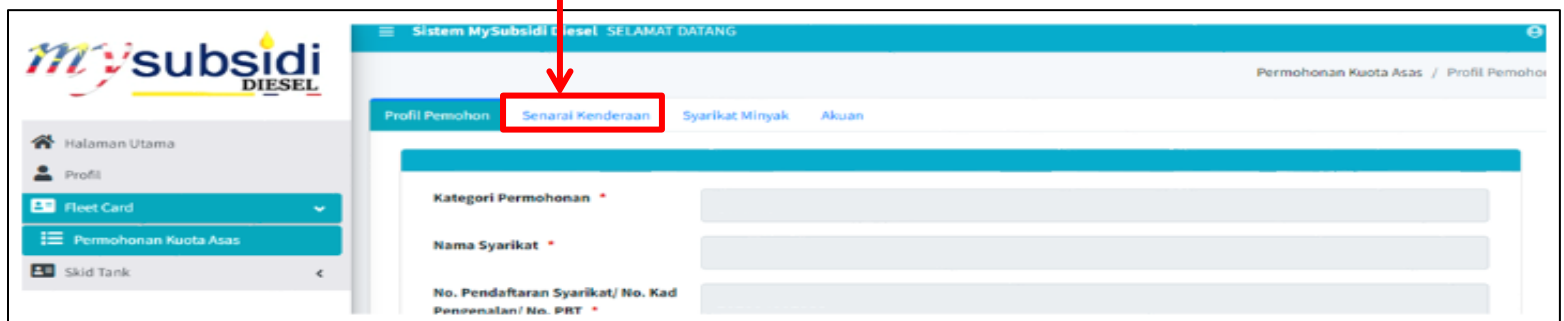 Mysubsidi
DIESEL
Halaman Utama
Profil
Fleet Card
Permohonan Kuota Asas
Skid Tank
Sistem MySubsidi Diesel SELAMAT DATANG
Permohonan Kuota Asas / Profil Pemohon
Profil Pemohon Senarai Kenderaan Syarikat Minyak Akuan
Kategori Permohonan *
Nama Syarikat *
No. Pendaftaran Syarikat/ No. Kad
Pengenalan/ No. PBT *